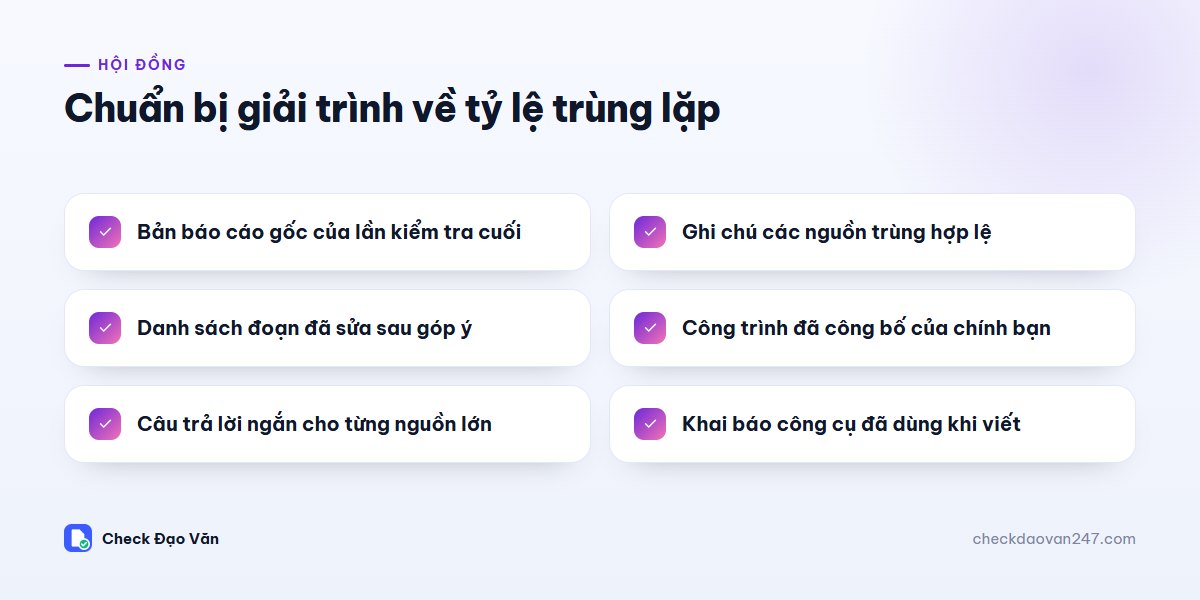 HỘI ĐỒNG
Chuẩn bị giải trình về tỷ lệ trùng lặp
Bản báo cáo gốc của lần kiểm tra cuối
Ghi chú các nguồn trùng hợp lệ
Danh sách đoạn đã sửa sau góp ý
Công trình đã công bố của chính bạn
Câu trả lời ngắn cho từng nguồn lớn
Khai báo công cụ đã dùng khi viết
Check Đạo Văn
checkdaovan247.com